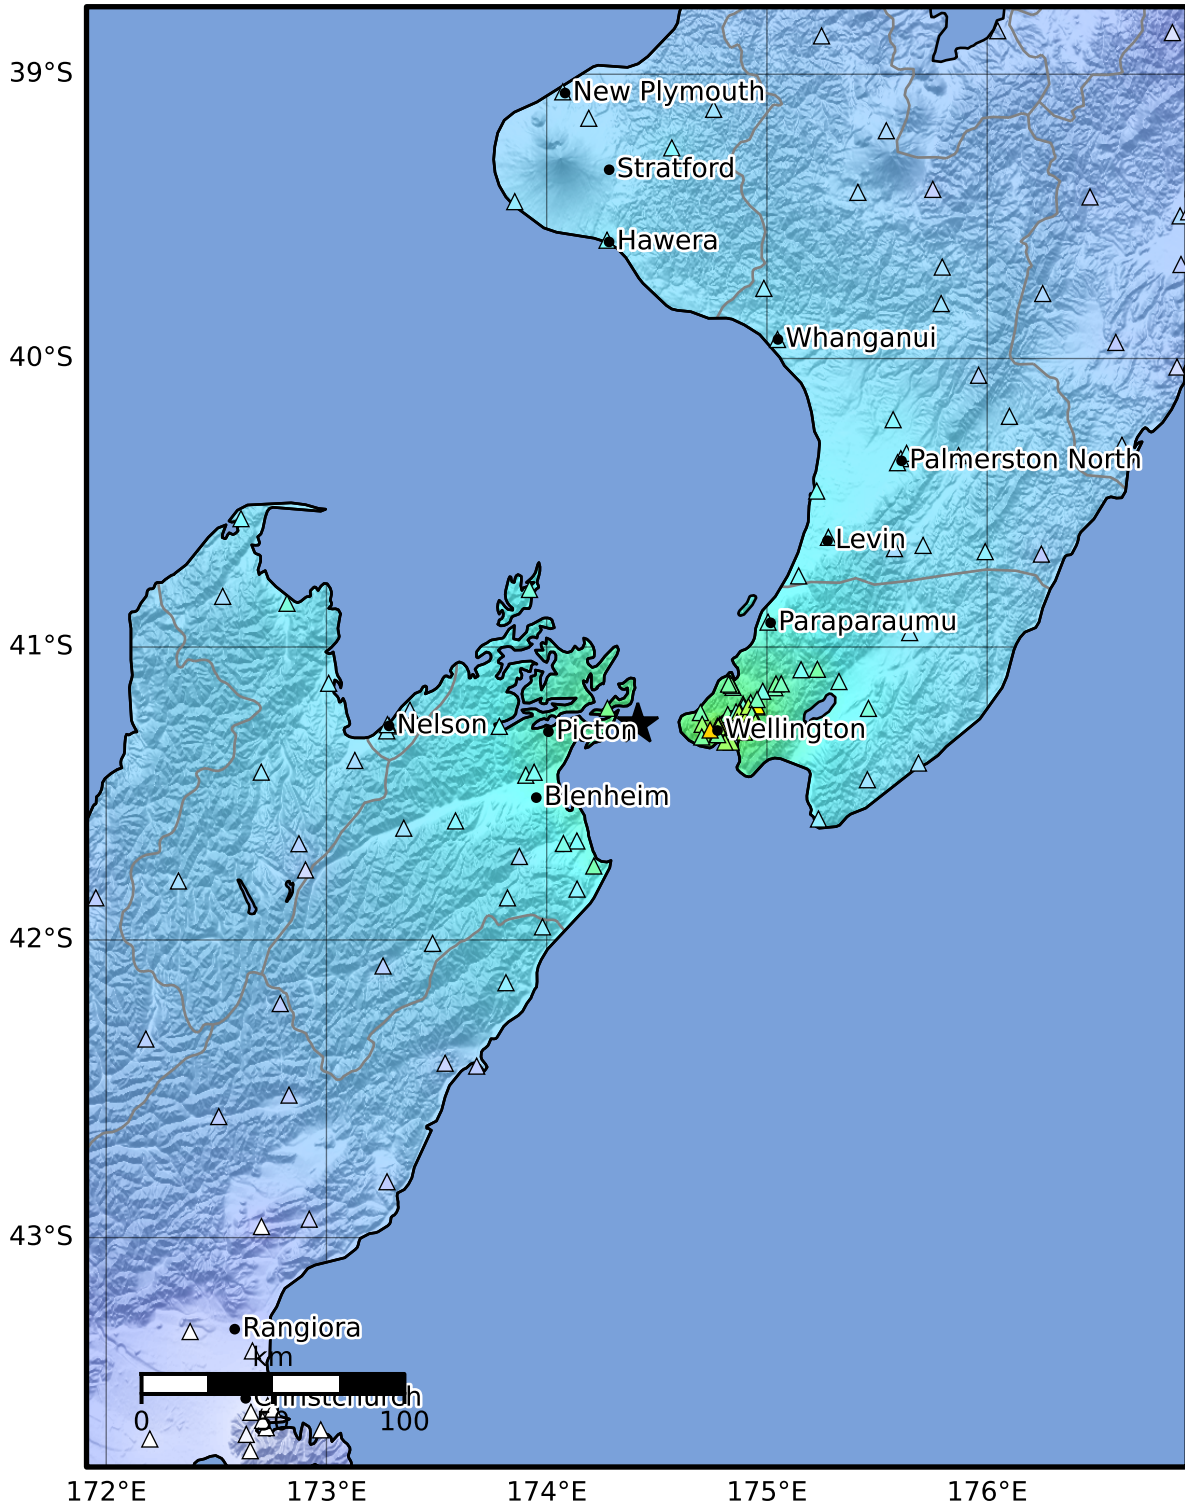 39°S
New Plymouth
Stratford
Hawera
40°S
Whanganui
Palmerston North
Levin
41°S
Paraparaumu
Nelson
Picton
Wellington
Blenheim
42°S
43°S
Rangiora
km
Christchurch
0
100
172°E
173°E
174°E
175°E
176°E